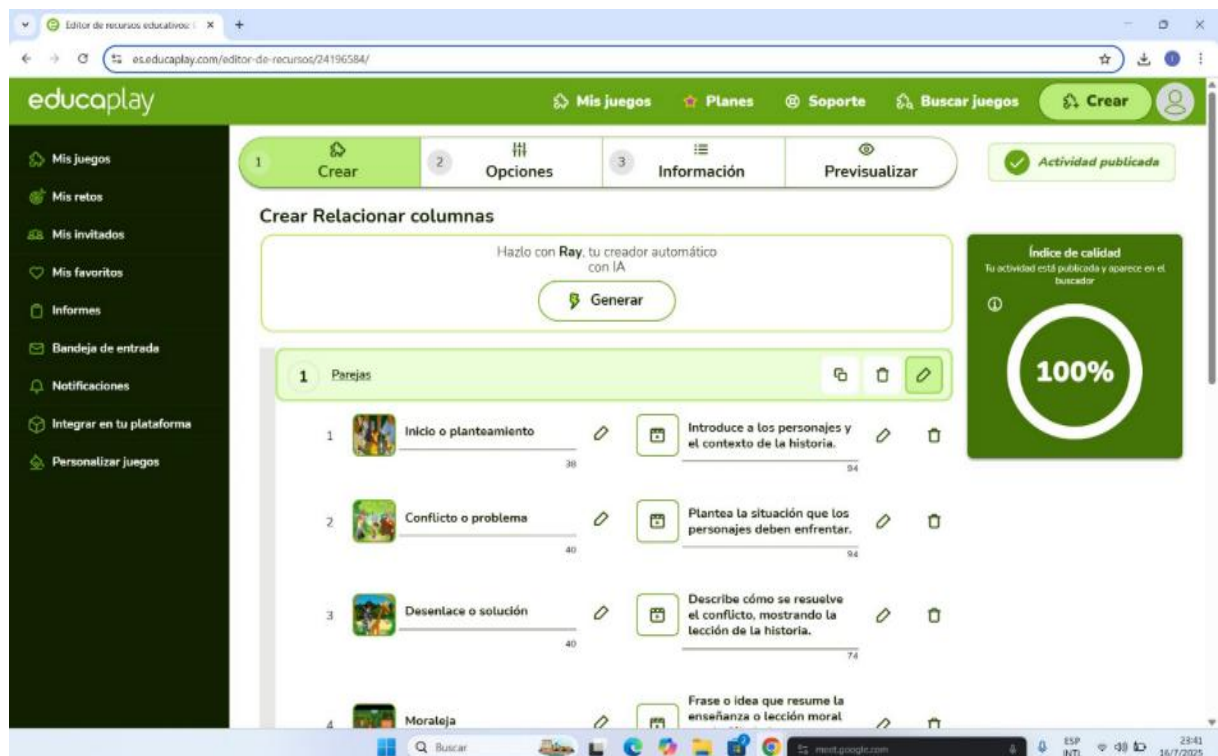 Editor de recursos educativos:
es.educaplay.com/editor-de-recursos/24196584/
educaplay
Mis juegos
Planes
Soporte
Buscar juegos
Crear
Mis juegos
Mis retos
Mis invitados
Mis favoritos
Informes
Bandeja de entrada
Notificaciones
Integrar en tu plataforma
Personalizar juegos
1
Crear
2
Opciones
3
Información
Previsualizar
Actividad publicada
Crear Relacionar columnas
Hazlo con Ray, tu creador automático
con IA
Generar
Índice de calidad
Tu actividad está publicada y aparece en el
buscador
100%
1 Parejas
1
Inicio o planteamiento
38
Introduce a los personajes y
el contexto de la historia.
94
2
Conflicto o problema
40
Plantea la situación que los
personajes deben enfrentar.
94
3
Desenlace o solución
40
Describe cómo se resuelve
el conflicto, mostrando la
lección de la historia.
74
4
Moraleja
Frase o idea que resume la
enseñanza o lección moral
Buscar
meet.google.com
ESP
INTL
23:41
16/7/2025